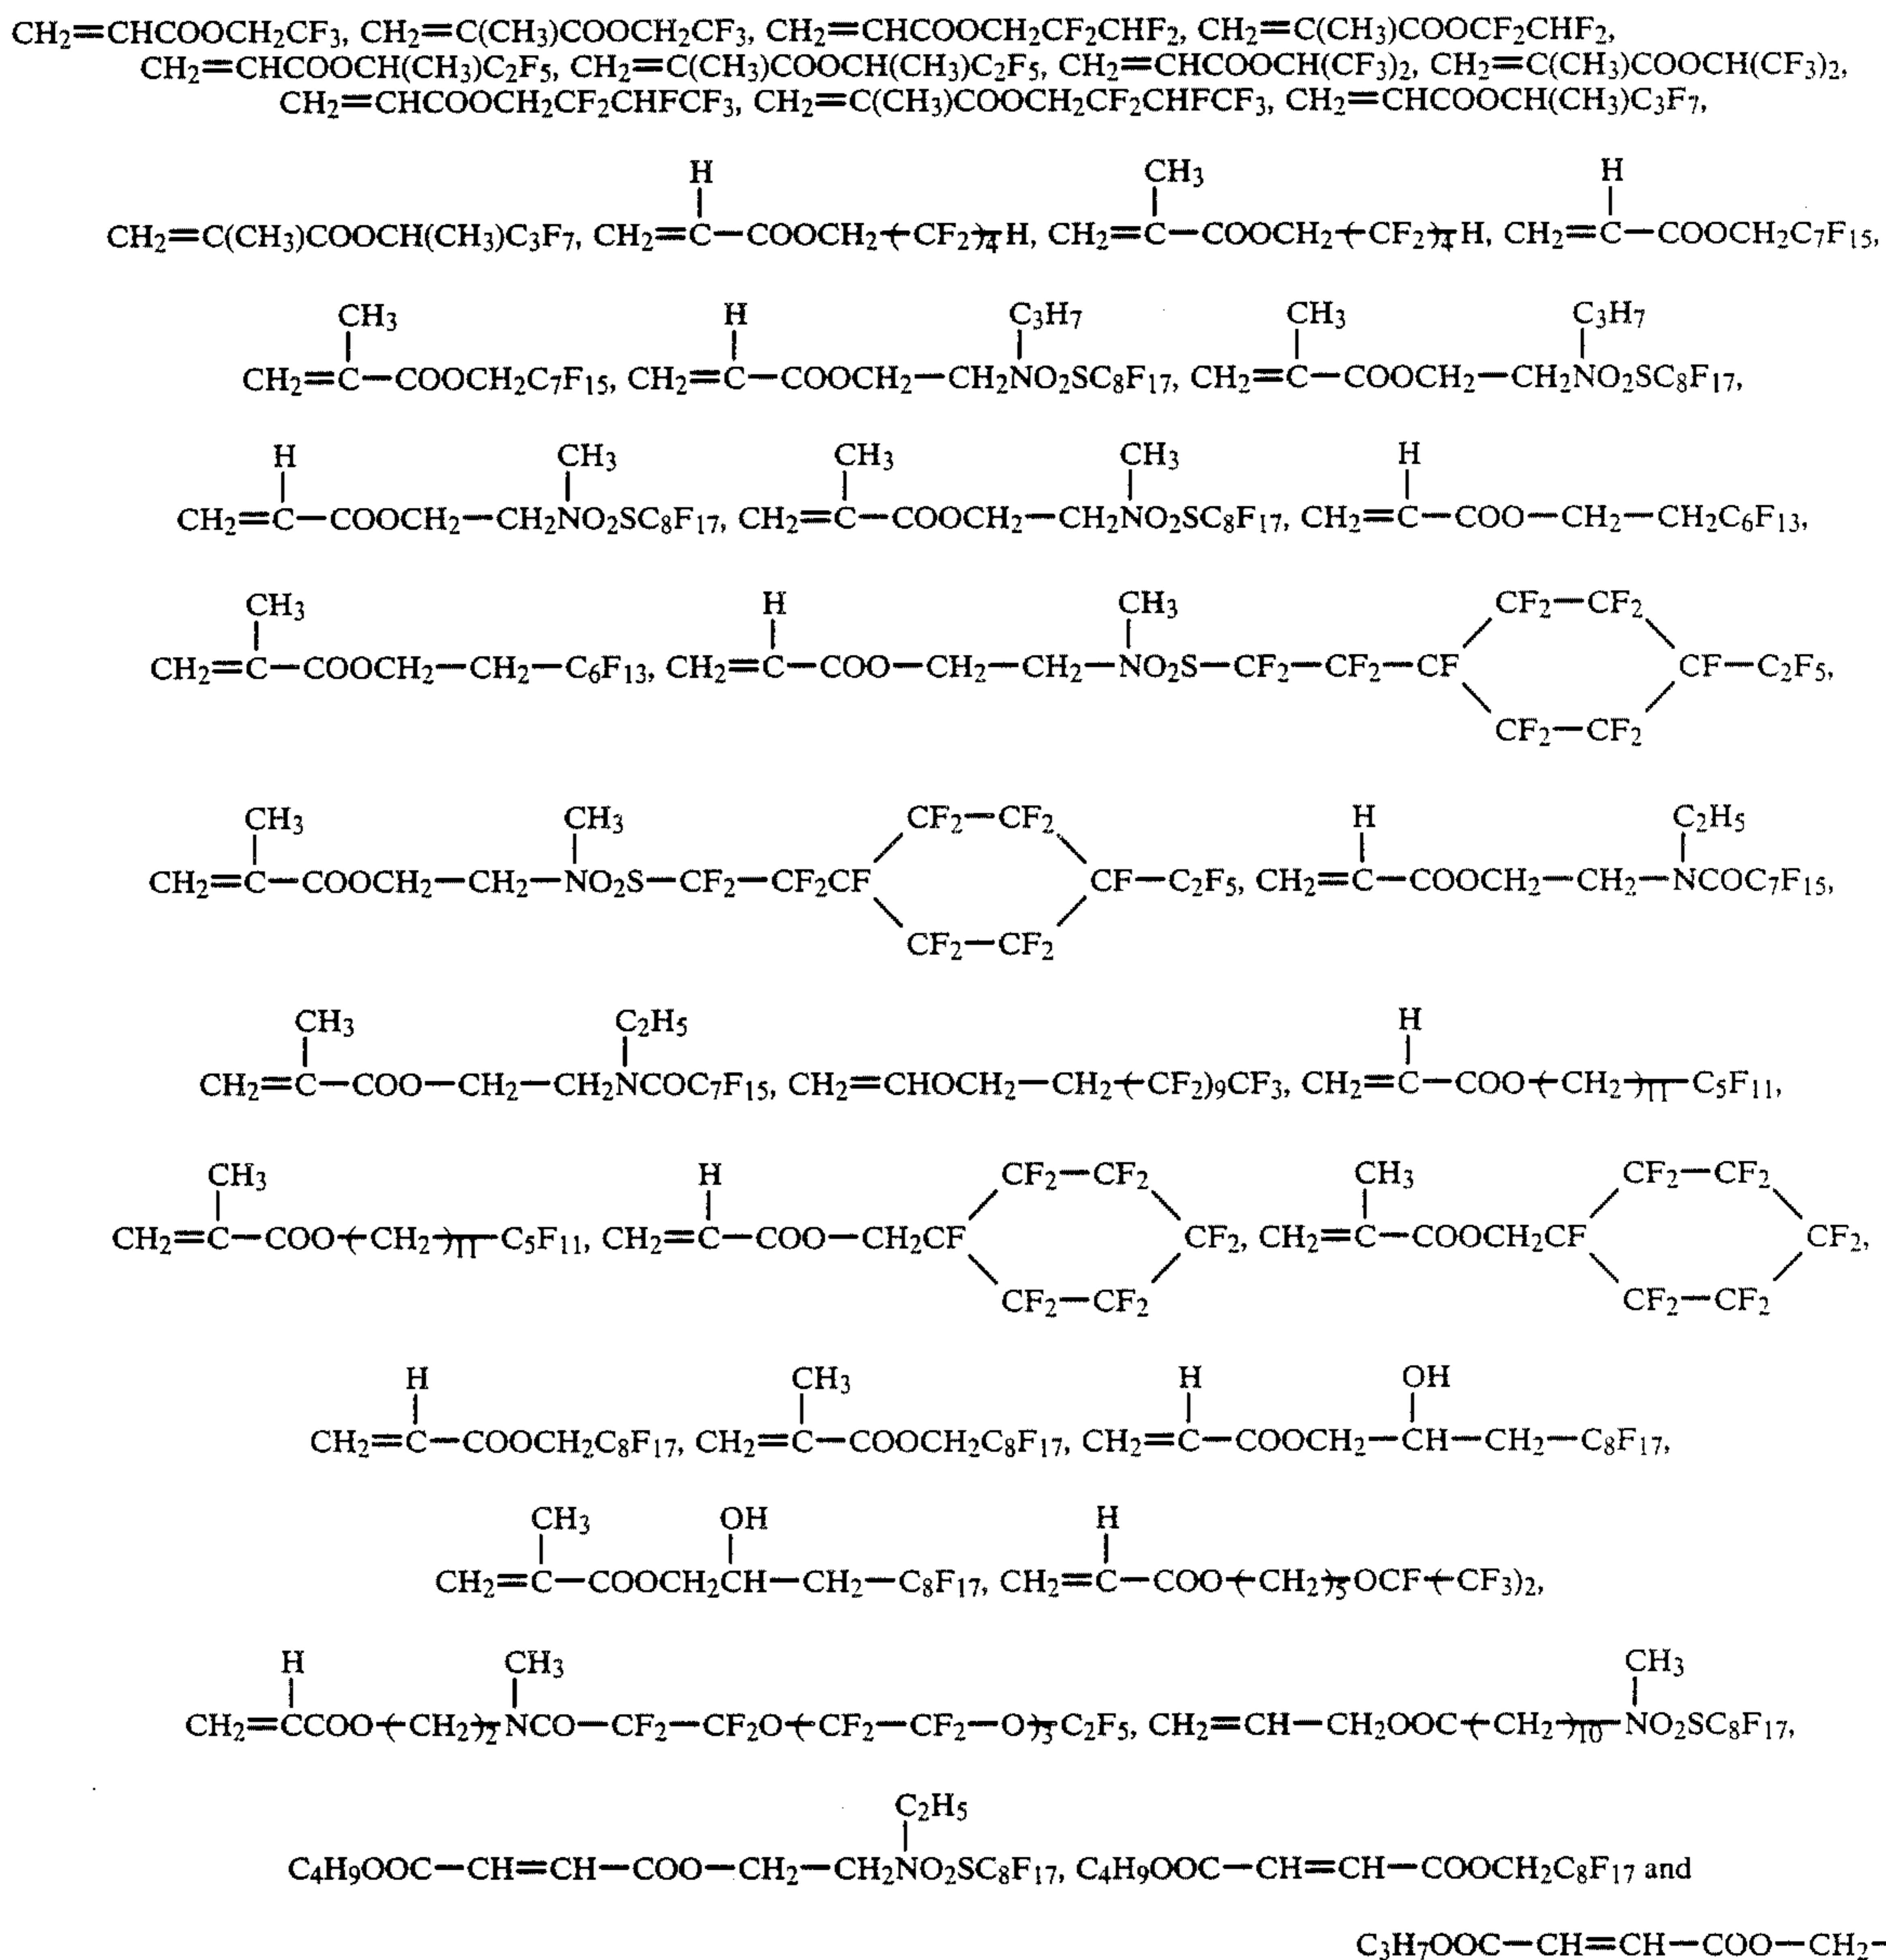 CH2=CHCOOCH2CF3, CH2=C(CH3)COOCH2CF3, CH2=CHCOOCH2CF2CHF2, CH2=C(CH3)COOCF2CHF2,
CH2=CHCOOCH(CH3)C2F5, CH2=C(CH3)COOCH(CH3)C2F5, CH2=CHCOOCH(CF3)2, CH2=C(CH3)COOCH(CF3)2,
CH2=CHCOOCH2CF2CHFCF3, CH2=C(CH3)COOCH2CF2CHFCF3, CH2=CHCOOCH(CH3)C3F7,
H CH3 H
CH2=C(CH3)COOCH(CH3)C3F7, CH2=C—COOCH2(CF2)4H, CH2=C—COOCH2(CF2)4H, CH2=C—COOCH2C7F15,
CH3 H C3H7 CH3 C3H7
CH2=C—COOCH2C7F15, CH2=C—COOCH2—CH2NO2SC8F17, CH2=C—COOCH2—CH2NO2SC8F17,
H CH3 CH3 CH3 H
CH2=C—COOCH2—CH2NO2SC8F17, CH2=C—COOCH2—CH2NO2SC8F17, CH2=C—COO—CH2—CH2C6F13,
CH3 H CH3 CF2—CF2
CH2=C—COOCH2—CH2—C6F13, CH2=C—COO—CH2—CH2—NO2S—CF2—CF2—CF CF—C2F5,
CF2—CF2
CH3 CH3 CF2—CF2 H C2H5
CH2=C—COOCH2—CH2—NO2S—CF2—CF2CF CF—C2F5, CH2=C—COOCH2—CH2—NCOC7F15,
CF2—CF2
CH3 C2H5 H
CH2=C—COO—CH2—CH2NCOC7F15, CH2=CHOCH2—CH2(CF2)9CF3, CH2=C—COO(CH2)11C5F11,
CH3 H CF2—CF2 CH3 CF2—CF2
CH2=C—COO(CH2)11C5F11, CH2=C—COO—CH2CF CF2, CH2=C—COOCH2CF CF2,
CF2—CF2 CF2—CF2
H CH3 H OH
CH2=C—COOCH2C8F17, CH2=C—COOCH2C8F17, CH2=C—COOCH2—CH—CH2—C8F17,
CH3 OH H
CH2=C—COOCH2CH—CH2—C8F17, CH2=C—COO(CH2)5OCF(CF3)2,
H CH3 CH3
CH2=CCOO(CH2)2NCO—CF2—CF2O(CF2—CF2—O)3C2F5, CH2=CH—CH2OOC(CH2)10NO2SC8F17,
C2H5
C4H9OOC—CH=CH—COO—CH2—CH2NO2SC8F17, C4H9OOC—CH=CH—COOCH2C8F17 and
C3H7OOC—CH=CH—COO—CH2—